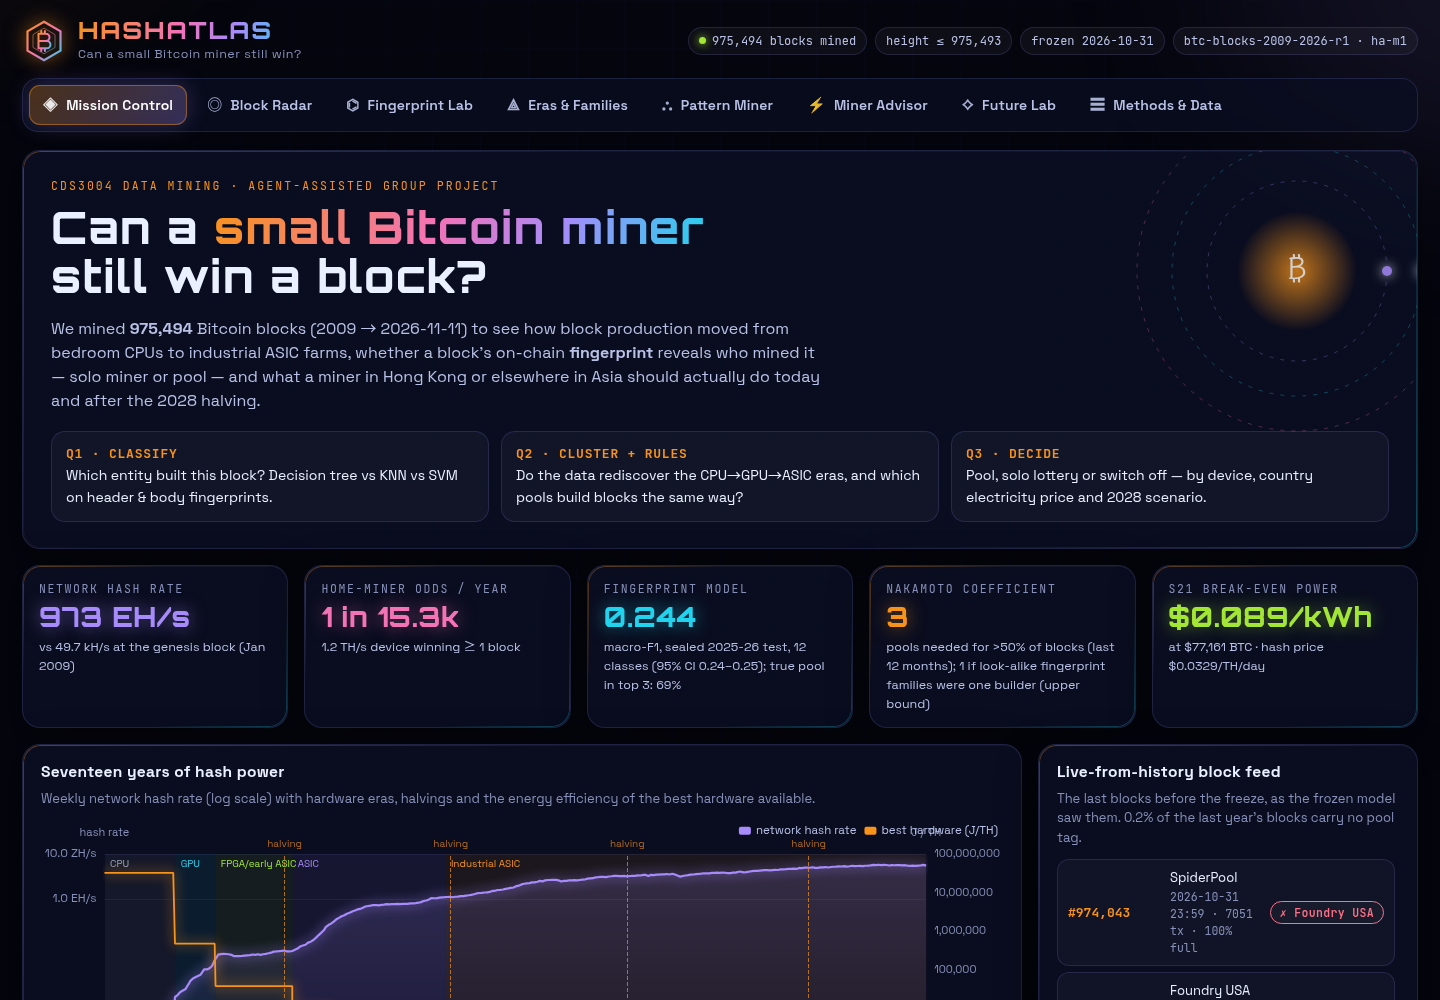 HASHATLAS
Can a small Bitcoin miner still win?
975,494 blocks mined
height ≤ 975,493
frozen 2026-10-31
btc-blocks-2009-2026-r1 · ha-m1
Mission Control
Block Radar
Fingerprint Lab
Eras & Families
Pattern Miner
Miner Advisor
Future Lab
Methods & Data
CDS3004 DATA MINING · AGENT-ASSISTED GROUP PROJECT
Can a small Bitcoin miner
still win a block?
We mined 975,494 Bitcoin blocks (2009 → 2026-11-11) to see how block production moved from
bedroom CPUs to industrial ASIC farms, whether a block's on-chain fingerprint reveals who mined it
— solo miner or pool — and what a miner in Hong Kong or elsewhere in Asia should actually do today
and after the 2028 halving.
₿
Q1 · CLASSIFY
Which entity built this block? Decision tree vs KNN vs SVM
on header & body fingerprints.
Q2 · CLUSTER + RULES
Do the data rediscover the CPU→GPU→ASIC eras, and which
pools build blocks the same way?
Q3 · DECIDE
Pool, solo lottery or switch off — by device, country
electricity price and 2028 scenario.
NETWORK HASH RATE
973 EH/s
vs 49.7 kH/s at the genesis block (Jan
2009)
HOME-MINER ODDS / YEAR
1 in 15.3k
1.2 TH/s device winning ≥ 1 block
FINGERPRINT MODEL
0.244
macro-F1, sealed 2025-26 test, 12
classes (95% CI 0.24–0.25); true pool
in top 3: 69%
NAKAMOTO COEFFICIENT
3
pools needed for >50% of blocks (last
12 months); 1 if look-alike fingerprint
families were one builder (upper
bound)
S21 BREAK-EVEN POWER
$0.089/kWh
at $77,161 BTC · hash price
$0.0329/TH/day
Seventeen years of hash power
Weekly network hash rate (log scale) with hardware eras, halvings and the energy efficiency of the best hardware available.
hash rate
network hash rate
best hardware (J/TH)
halving
halving
halving
halving
10.0 ZH/s
1.0 EH/s
CPU
GPU
FPGA/early ASIC
ASIC
Industrial ASIC
100,000,000
10,000,000
1,000,000
100,000
Live-from-history block feed
The last blocks before the freeze, as the frozen model
saw them. 0.2% of the last year's blocks carry no pool
tag.
#974,043
SpiderPool
2026-10-31
23:59 · 7051
tx · 100%
full
✗ Foundry USA
Foundry USA